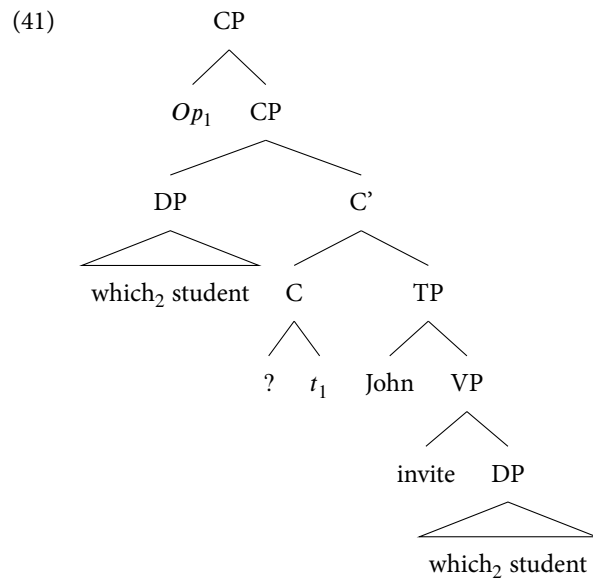 (41) CP
Op₁ CP
DP C’
which₂ student C TP
? t₁ John VP
invite DP
which₂ student